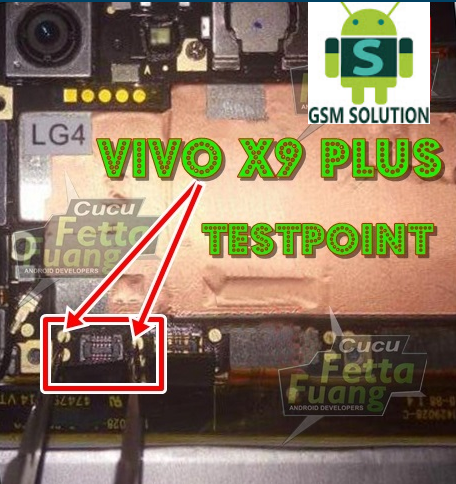 S
GSM SOLUTION
LG4
VIVO X9 PLUS
TESTPOINT
Cucu
Fetta
Fuang
ANDROID DEVELOPERS
Cucu
Fetta
Fuang
ANDROID DEVELOPERS